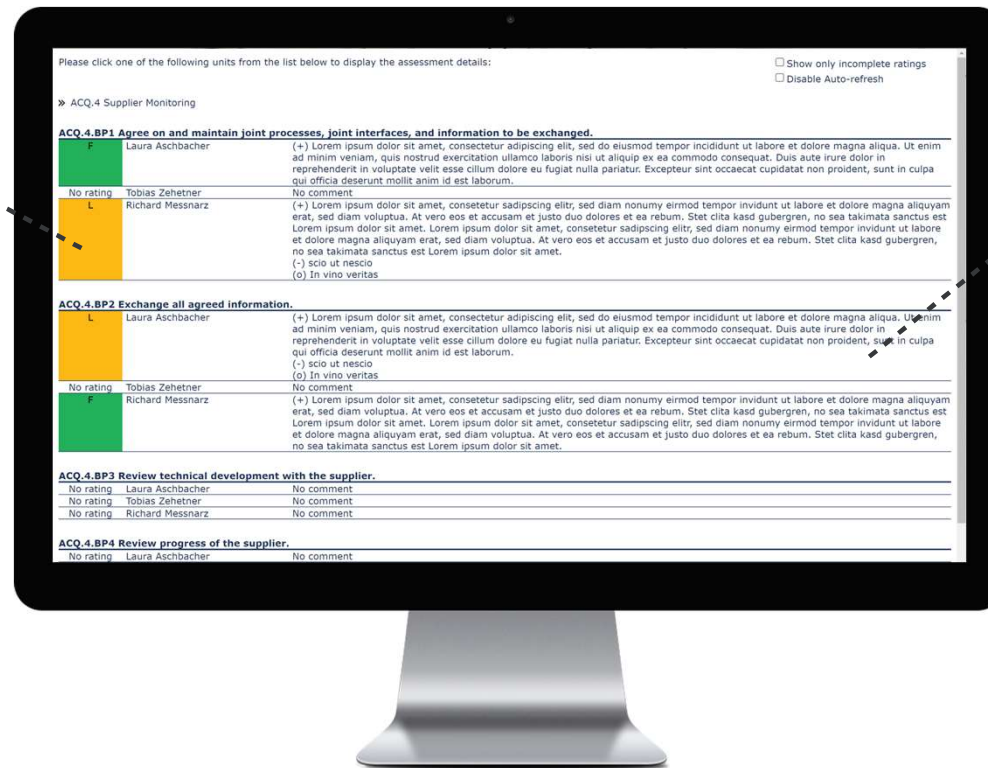 Please click one of the following units from the list below to display the assessment details:
Show only incomplete ratings
Disable Auto-refresh
» ACQ.4 Supplier Monitoring
ACQ.4.BP1 Agree on and maintain joint processes, joint interfaces, and information to be exchanged.
F Laura Aschbacher (+) Lorem ipsum dolor sit amet, consectetur adipiscing elit, sed do eiusmod tempor incididunt ut labore et dolore magna aliqua. Ut enim
ad minim veniam, quis nostrud exercitation ullamco laboris nisi ut aliquip ex ea commodo consequat. Duis aute irure dolor in
reprehenderit in voluptate velit esse cillum dolore eu fugiat nulla pariatur. Excepteur sint occaecat cupidatat non proident, sunt in culpa
qui officia deserunt mollit anim id est laborum.
No rating Tobias Zehetner No comment
L Richard Messnarz (+) Lorem ipsum dolor sit amet, consetetur sadipscing elitr, sed diam nonumy eirmod tempor invidunt ut labore et dolore magna aliquyam
erat, sed diam voluptua. At vero eos et accusam et justo duo dolores et ea rebum. Stet clita kasd gubergren, no sea takimata sanctus est
Lorem ipsum dolor sit amet. Lorem ipsum dolor sit amet, consetetur sadipscing elitr, sed diam nonumy eirmod tempor invidunt ut labore
et dolore magna aliquyam erat, sed diam voluptua. At vero eos et accusam et justo duo dolores et ea rebum. Stet clita kasd gubergren,
no sea takimata sanctus est Lorem ipsum dolor sit amet.
(-) scio ut nescio
(o) In vino veritas
ACQ.4.BP2 Exchange all agreed information.
L Laura Aschbacher (+) Lorem ipsum dolor sit amet, consectetur adipiscing elit, sed do eiusmod tempor incididunt ut labore et dolore magna aliqua. Ut enim
ad minim veniam, quis nostrud exercitation ullamco laboris nisi ut aliquip ex ea commodo consequat. Duis aute irure dolor in
reprehenderit in voluptate velit esse cillum dolore eu fugiat nulla pariatur. Excepteur sint occaecat cupidatat non proident, sunt in culpa
qui officia deserunt mollit anim id est laborum.
(-) scio ut nescio
(o) In vino veritas
No rating Tobias Zehetner No comment
F Richard Messnarz (+) Lorem ipsum dolor sit amet, consetetur sadipscing elitr, sed diam nonumy eirmod tempor invidunt ut labore et dolore magna aliquyam
erat, sed diam voluptua. At vero eos et accusam et justo duo dolores et ea rebum. Stet clita kasd gubergren, no sea takimata sanctus est
Lorem ipsum dolor sit amet. Lorem ipsum dolor sit amet, consetetur sadipscing elitr, sed diam nonumy eirmod tempor invidunt ut labore
et dolore magna aliquyam erat, sed diam voluptua. At vero eos et accusam et justo duo dolores et ea rebum. Stet clita kasd gubergren,
no sea takimata sanctus est Lorem ipsum dolor sit amet.
ACQ.4.BP3 Review technical development with the supplier.
No rating Laura Aschbacher No comment
No rating Tobias Zehetner No comment
No rating Richard Messnarz No comment
ACQ.4.BP4 Review progress of the supplier.
No rating Laura Aschbacher No comment